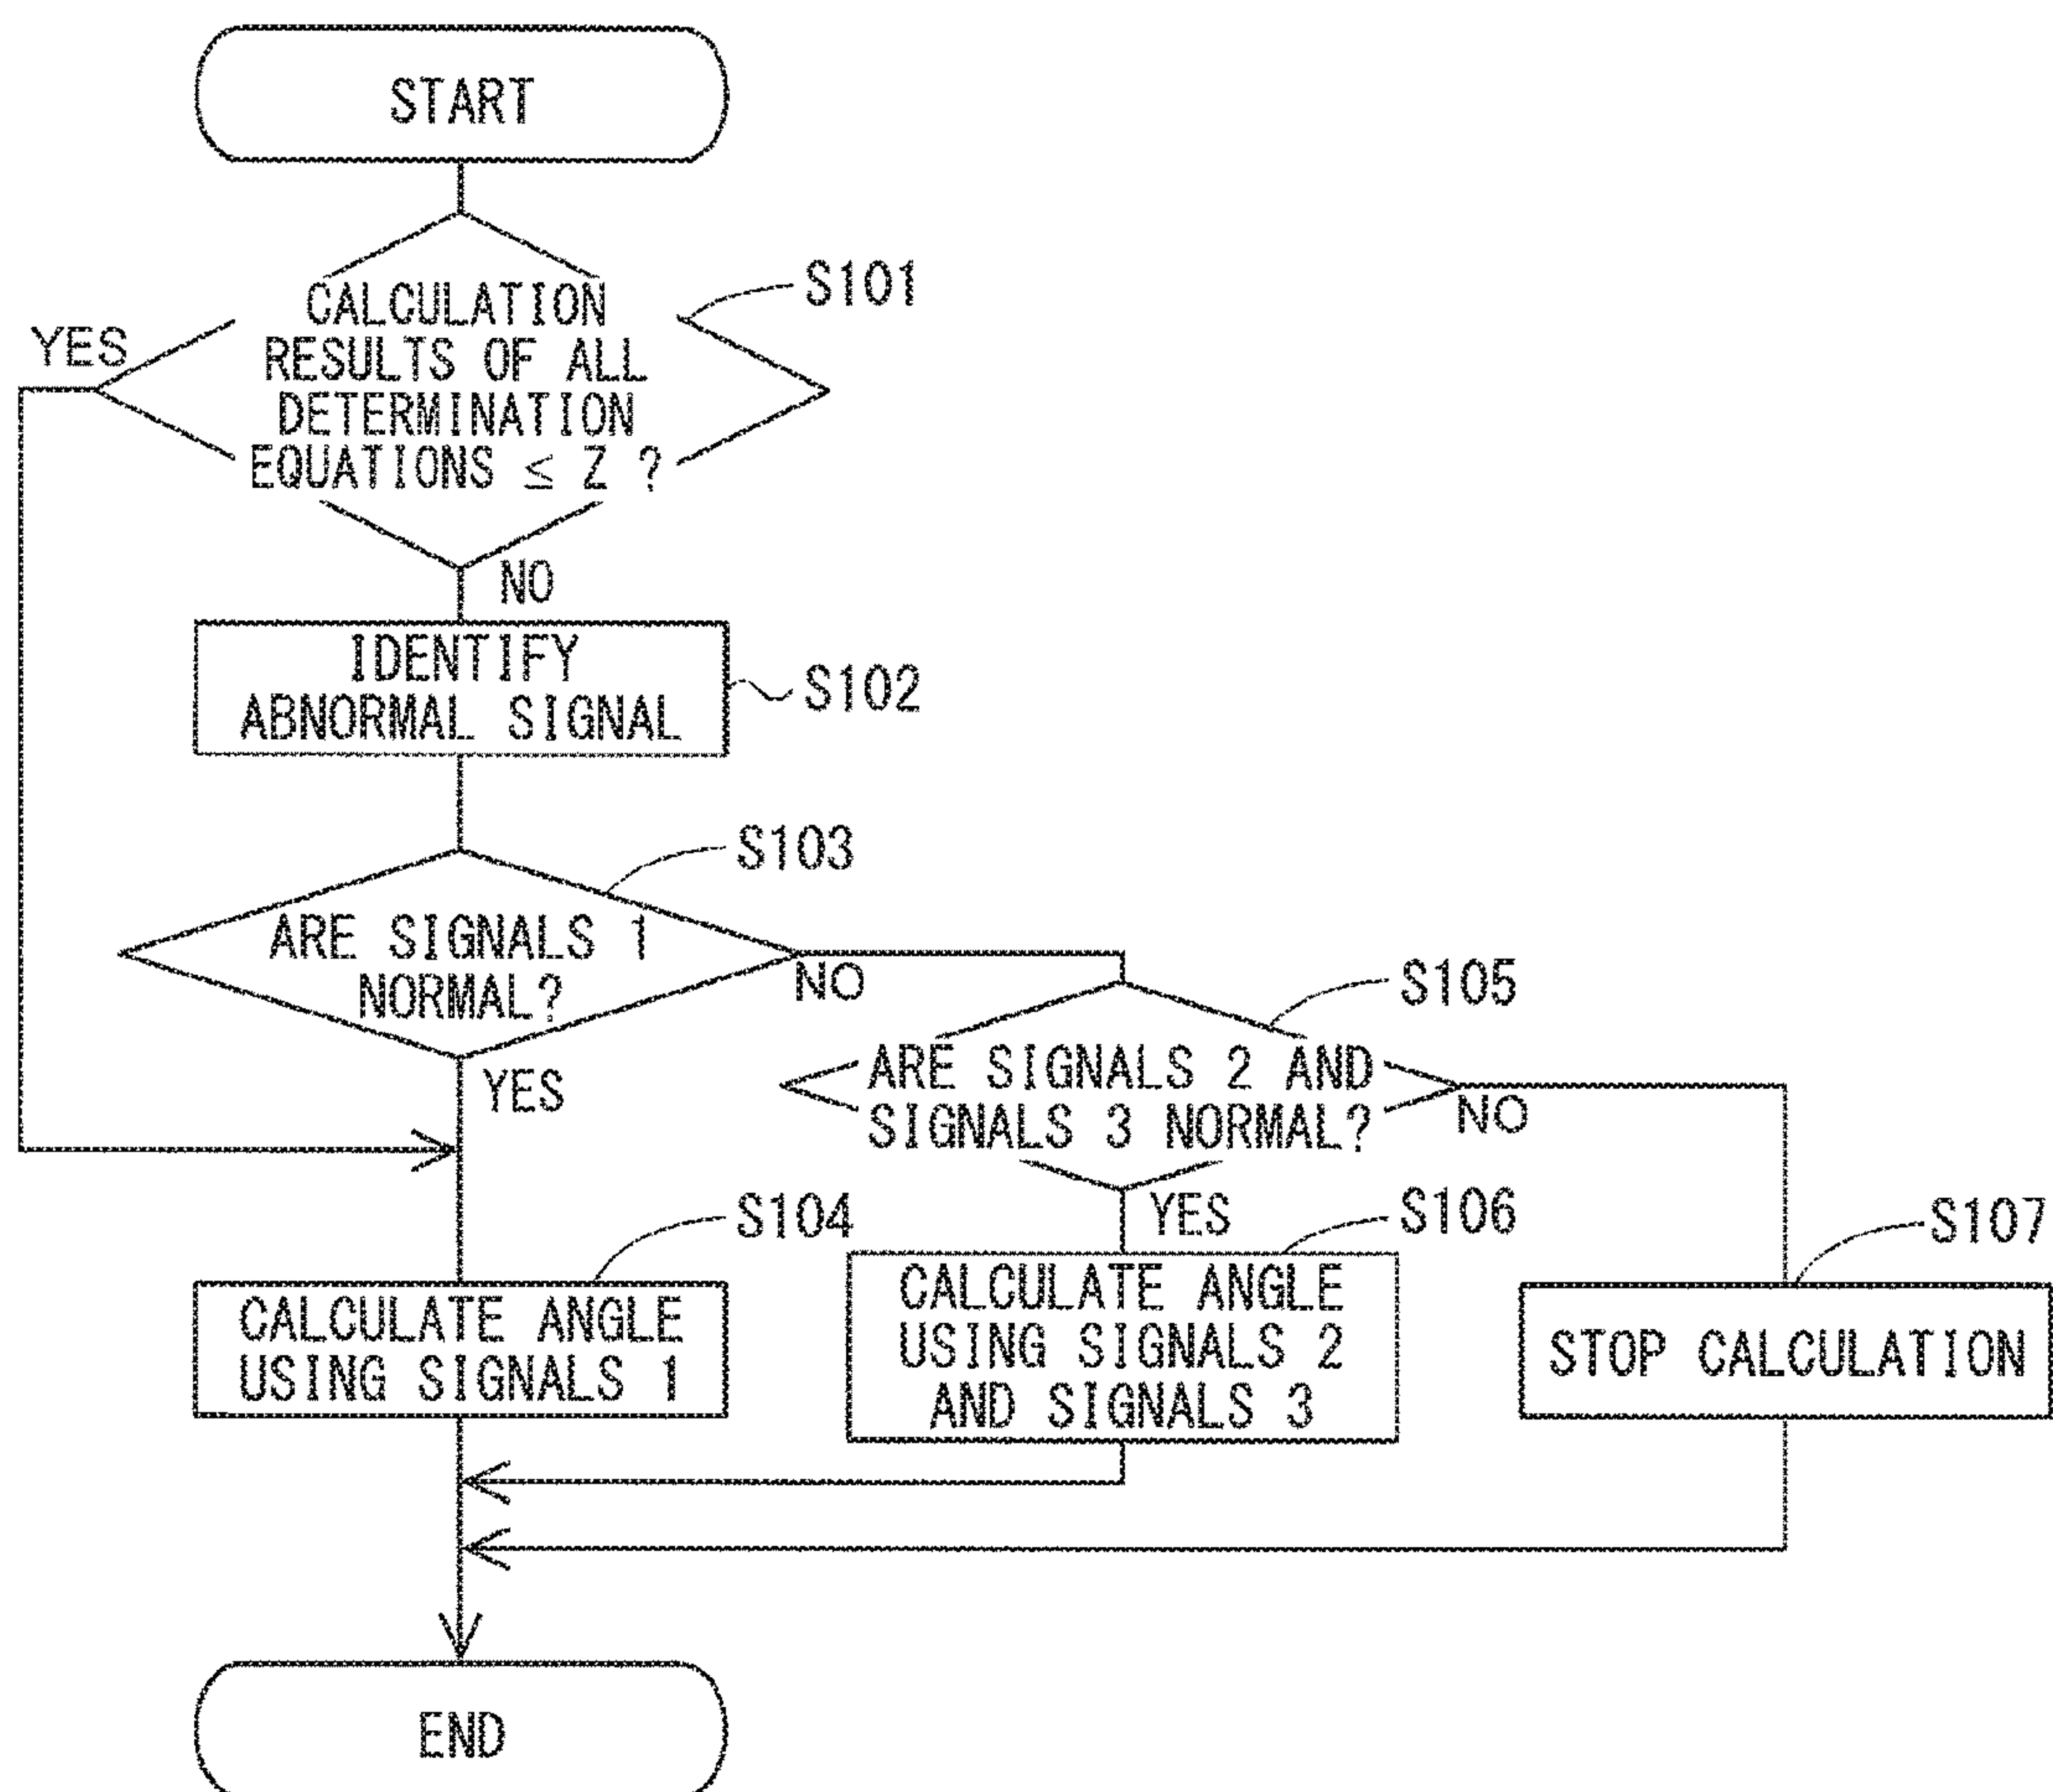 START
CALCULATION
RESULTS OF ALL
DETERMINATION
EQUATIONS ≤ Z ?
S101
YES
NO
IDENTIFY
ABNORMAL SIGNAL
S102
ARE SIGNALS 1
NORMAL?
S103
NO
YES
ARE SIGNALS 2 AND
SIGNALS 3 NORMAL?
S105
NO
YES
CALCULATE ANGLE
USING SIGNALS 1
S104
CALCULATE ANGLE
USING SIGNALS 2
AND SIGNALS 3
S106
STOP CALCULATION
S107
END